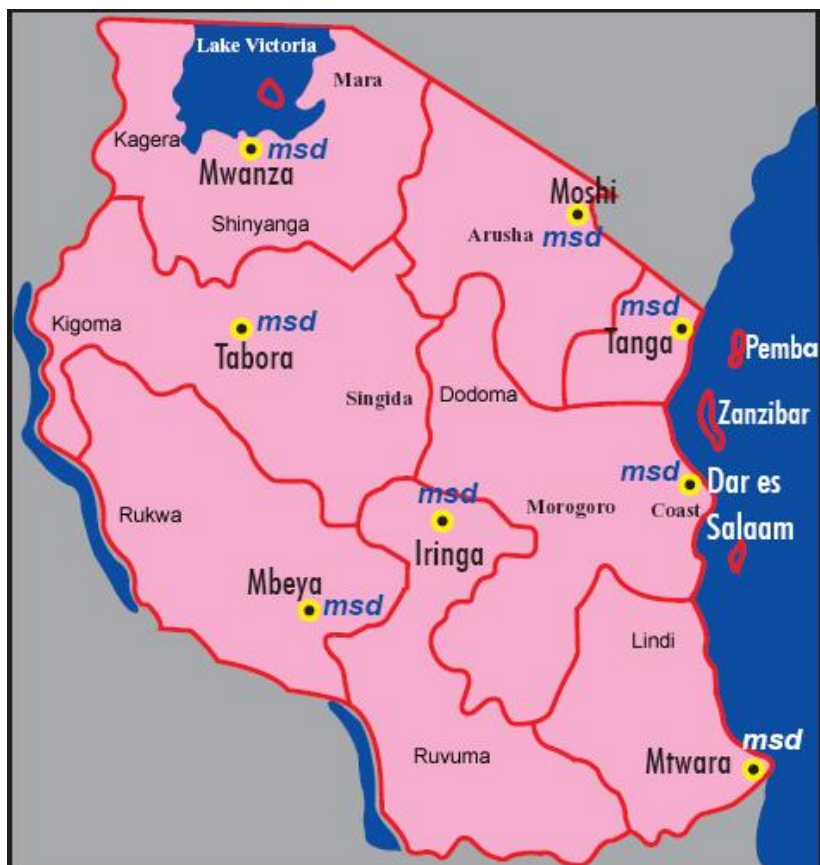 Lake Victoria
Mara
Kagera
msd
Mwanza
Shinyanga
Moshi
Arusha
msd
Kigoma
msd
Tabora
msd
Tanga
Pemba
Singida
Dodoma
Zanzibar
msd
Dar es
Salaam
Rukwa
msd
Iringa
Morogoro
Coast
Mbeya
msd
Lindi
Ruvuma
msd
Mtwara